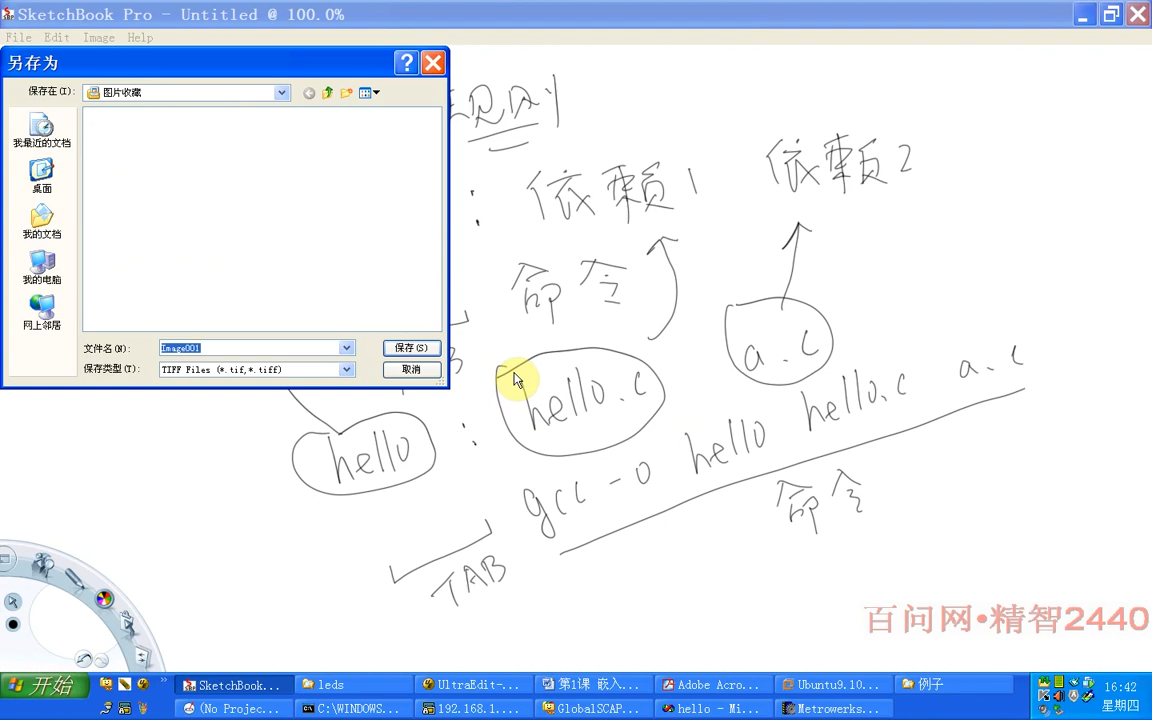 SketchBook Pro - Untitled @ 100.0%
File Edit Image Help
另存为
保存在(I):
图片收藏
我最近的文档
桌面
我的文档
我的电脑
网上邻居
文件名(N):
Image001
保存(S)
保存类型(T):
TIFF Files (*.tif,*.tiff)
取消
规则
: 依赖1 依赖2
命令
B
hello : hello.c a.c
gcc -o hello hello.c a.c
命令
TAB
百问网·精智2440
开始
SketchBook...
leds
UltraEdit-...
第1课 嵌入...
Adobe Acro...
Ubuntu9.10...
例子
(No Projec...
C:\WINDOWS...
192.168.1....
GlobalSCAP...
hello - Mi...
Metrowerks...
16:42
星期四